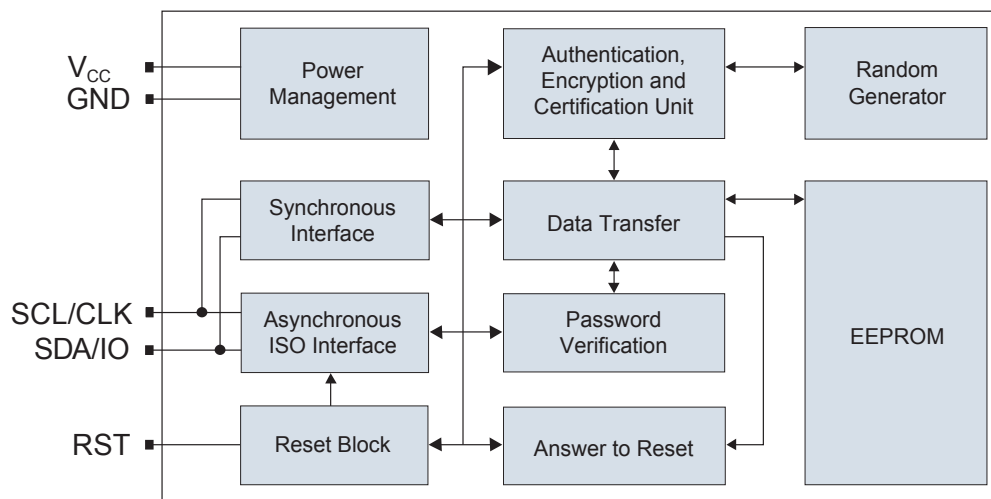 V_CC
GND
Power
Management
Authentication,
Encryption and
Certification Unit
Random
Generator
Synchronous
Interface
Data Transfer
SCL/CLK
SDA/IO
Asynchronous
ISO Interface
Password
Verification
EEPROM
RST
Reset Block
Answer to Reset